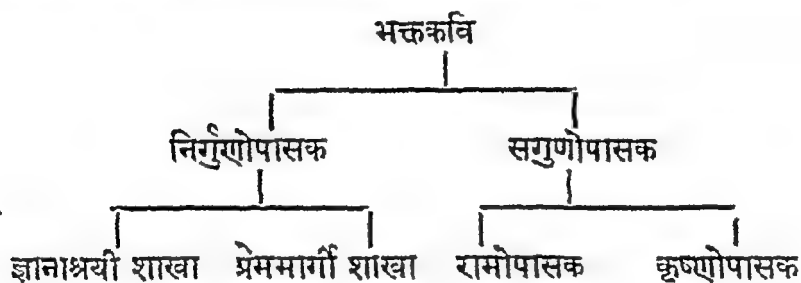 भक्तकवि
निर्गुणोपासक सगुणोपासक
ज्ञानाश्रयी शाखा प्रेममार्गी शाखा रामोपासक कृष्णोपासक